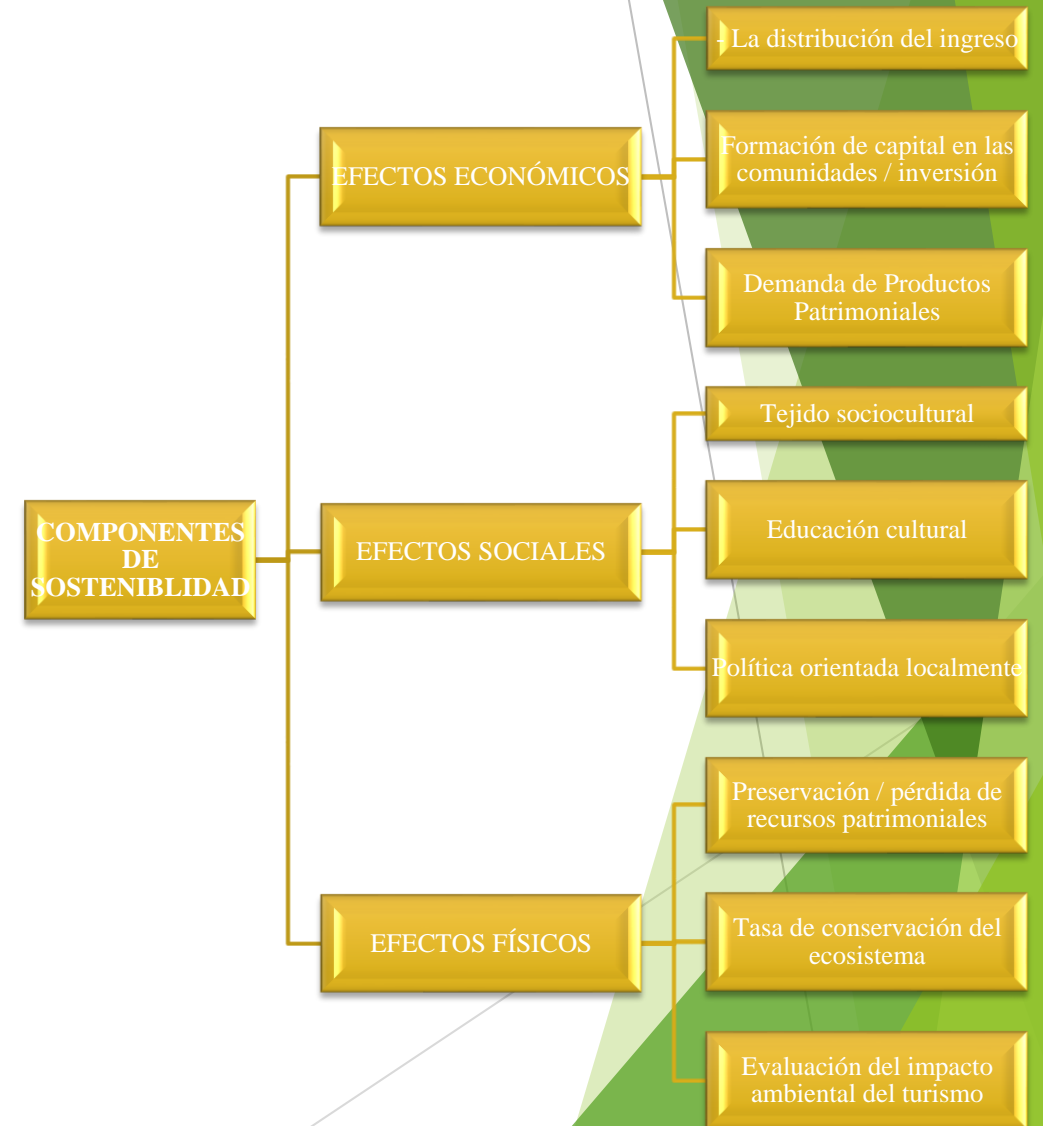 COMPONENTES
DE
SOSTENIBLIDAD
EFECTOS ECONÓMICOS
- La distribución del ingreso
Formación de capital en las
comunidades / inversión
Demanda de Productos
Patrimoniales
EFECTOS SOCIALES
Tejido sociocultural
Educación cultural
Política orientada localmente
EFECTOS FÍSICOS
Preservación / pérdida de
recursos patrimoniales
Tasa de conservación del
ecosistema
Evaluación del impacto
ambiental del turismo